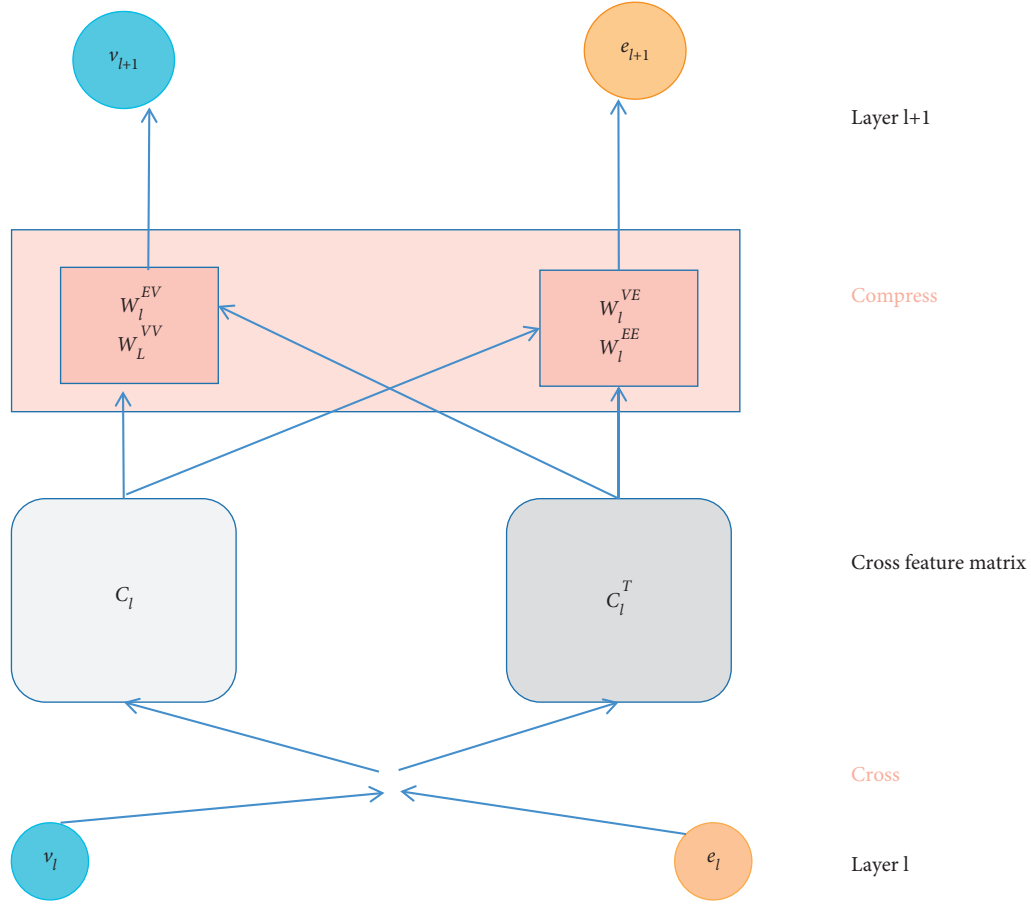 v_{l+1}
e_{l+1}
Layer l+1
W_l^{EV}
W_L^{VV}
W_l^{VE}
W_l^{EE}
Compress
C_l
C_l^T
Cross feature matrix
Cross
v_l
e_l
Layer l